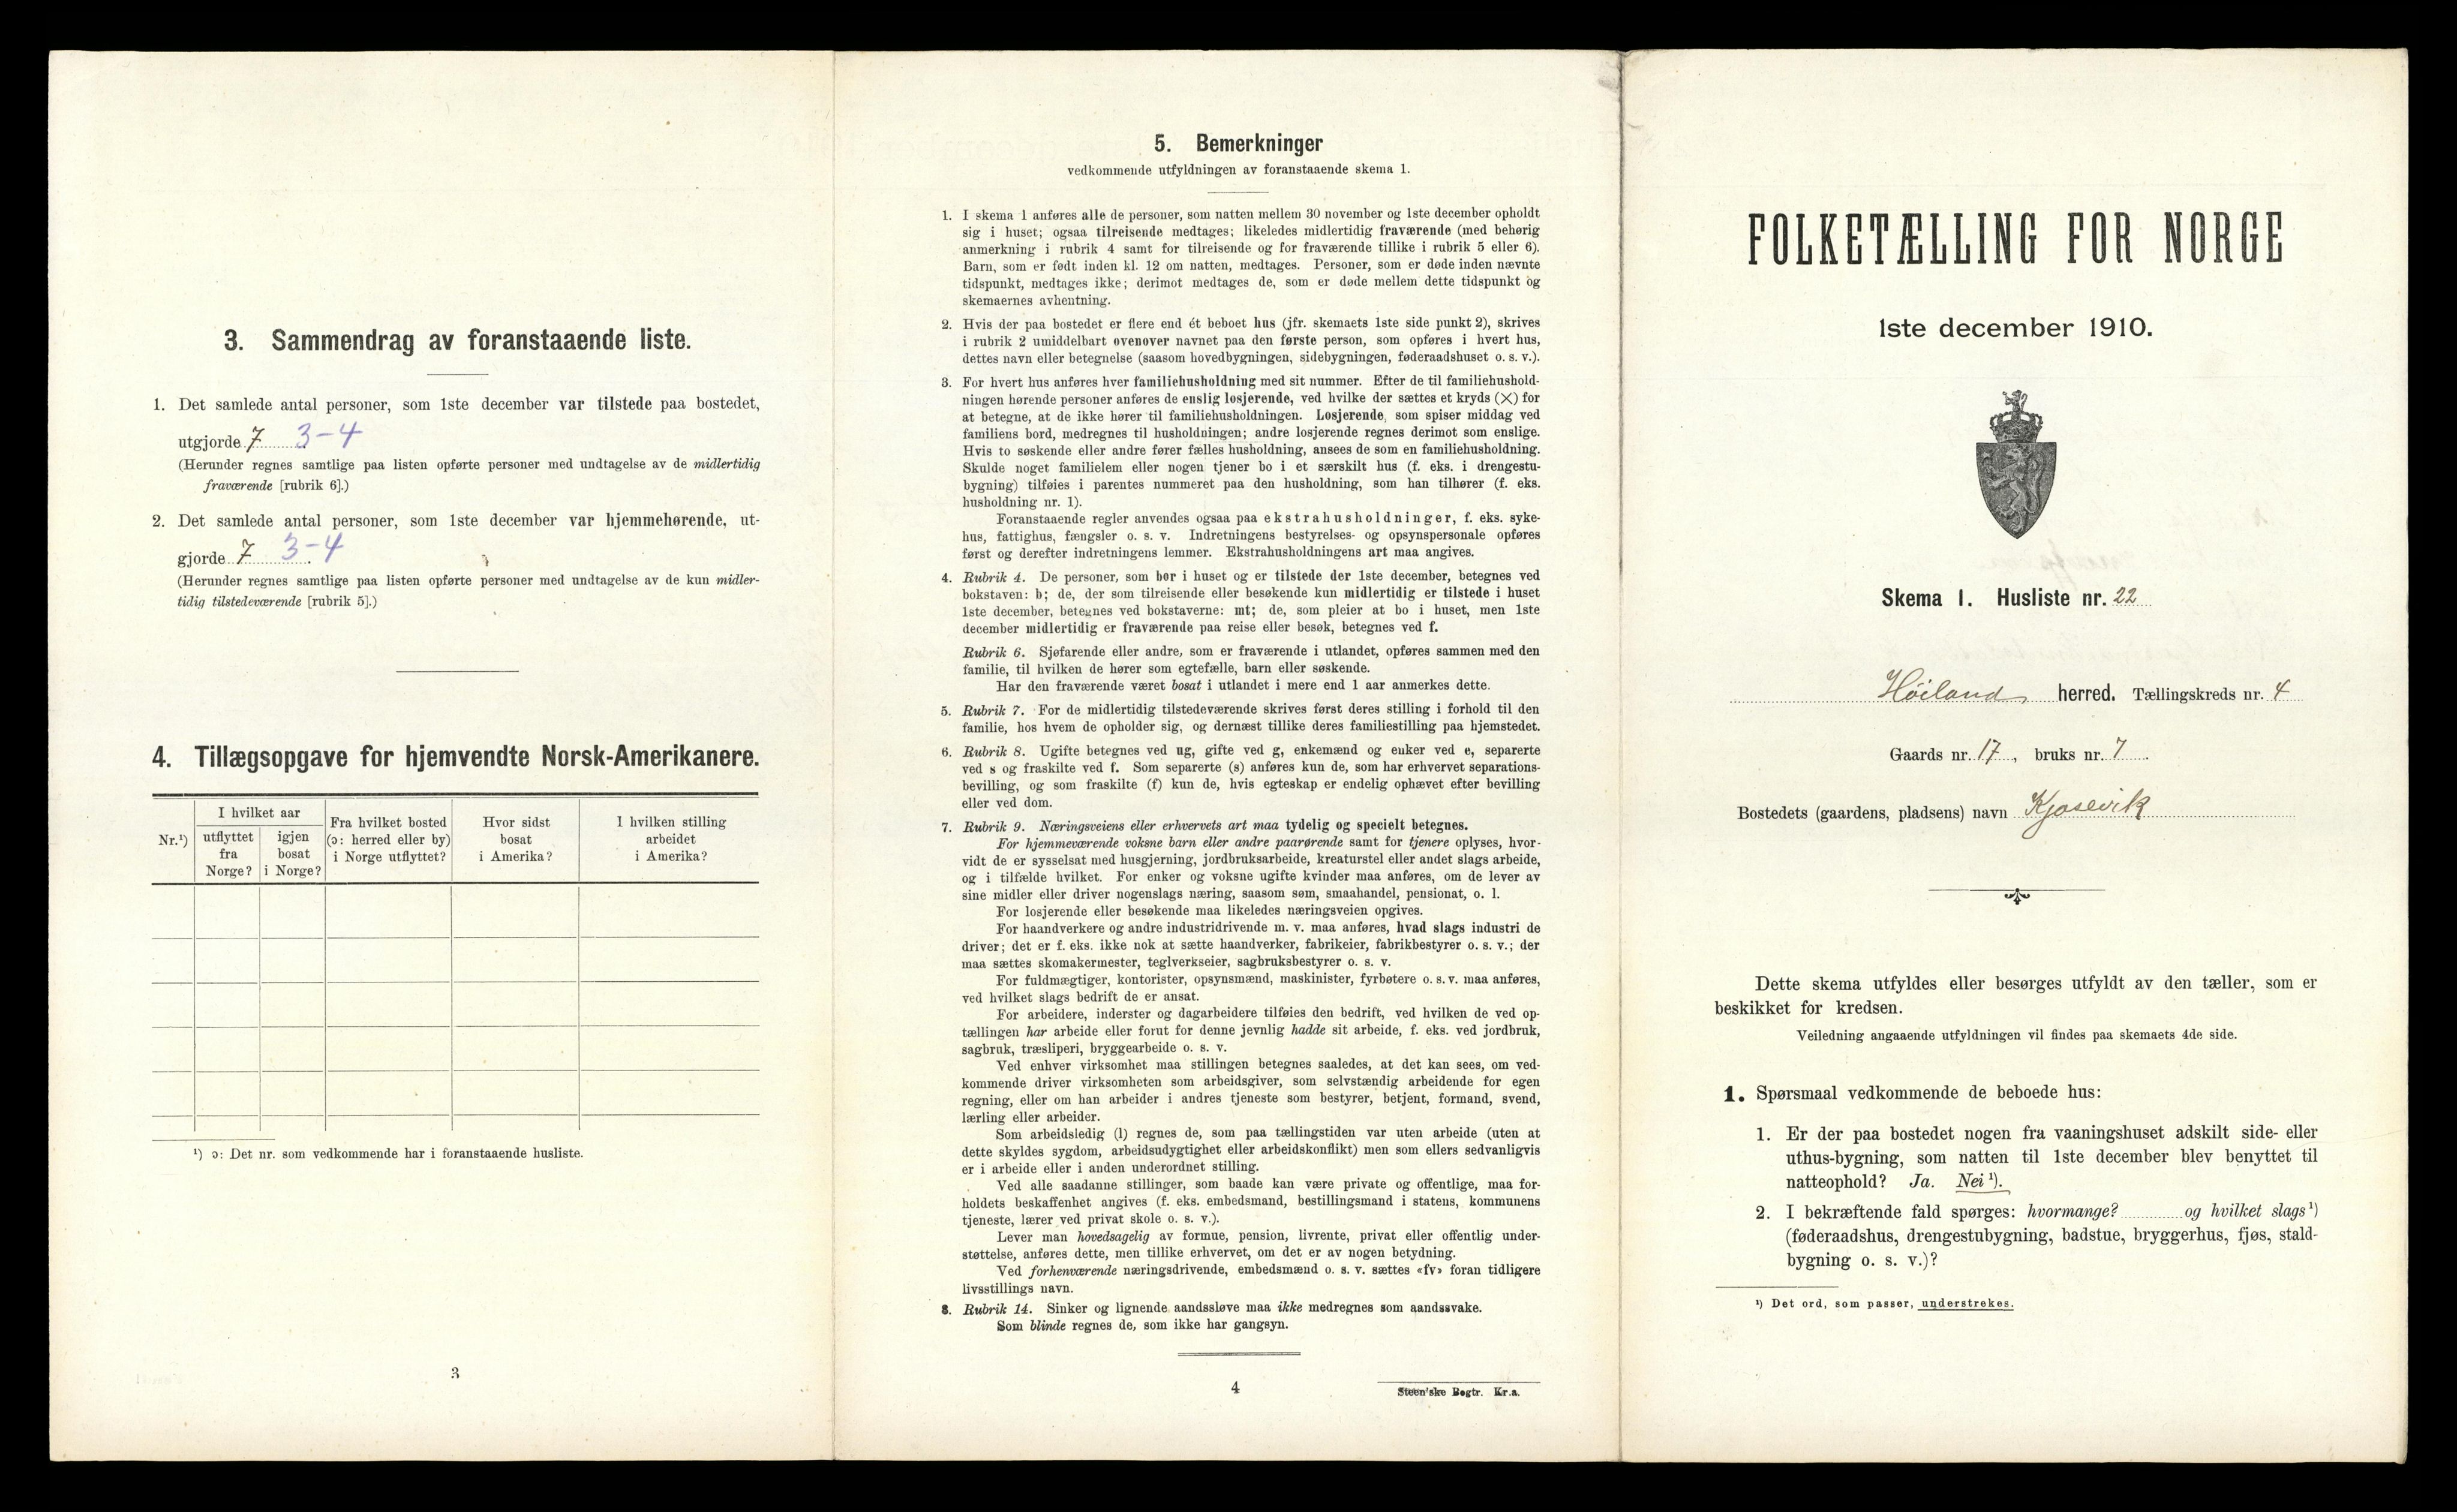 3. Sammendrag av foranstaaende liste.
1. Det samlede antal personer, som 1ste december var tilstede paa bostedet,
utgjorde 7 3-4
(Herunder regnes samtlige paa listen opførte personer med undtagelse av de midlertidig
fraværende [rubrik 6].)
2. Det samlede antal personer, som 1ste december var hjemmehørende, ut-
gjorde 7 3-4
(Herunder regnes samtlige paa listen opførte personer med undtagelse av de kun midler-
tidig tilstedeværende [rubrik 5].)
4. Tillægsopgave for hjemvendte Norsk-Amerikanere.
Nr.¹)
I hvilket aar
utflyttet
fra
Norge?
igjen
bosat
i Norge?
Fra hvilket bosted
(ɔ: herred eller by)
i Norge utflyttet?
Hvor sidst
bosat
i Amerika?
I hvilken stilling
arbeidet
i Amerika?
¹) ɔ: Det nr. som vedkommende har i foranstaaende husliste.
3
5. Bemerkninger
vedkommende utfyldningen av foranstaaende skema 1.
1. I skema 1 anføres alle de personer, som natten mellem 30 november og 1ste december opholdt
sig i huset; ogsaa tilreisende medtages; likeledes midlertidig fraværende (med behørig
anmerkning i rubrik 4 samt for tilreisende og for fraværende tillike i rubrik 5 eller 6).
Barn, som er født inden kl. 12 om natten, medtages. Personer, som er døde inden nævnte
tidspunkt, medtages ikke; derimot medtages de, som er døde mellem dette tidspunkt og
skemaernes avhentning.
2. Hvis der paa bostedet er flere end ét beboet hus (jfr. skemaets 1ste side punkt 2), skrives
i rubrik 2 umiddelbart ovenover navnet paa den første person, som opføres i hvert hus,
dettes navn eller betegnelse (saasom hovedbygningen, sidebygningen, føderaadshuset o. s. v.).
3. For hvert hus anføres hver familiehusholdning med sit nummer. Efter de til familiehushold-
ningen hørende personer anføres de enslig losjerende, ved hvilke der sættes et kryds (×) for
at betegne, at de ikke hører til familiehusholdningen. Losjerende, som spiser middag ved
familiens bord, medregnes til husholdningen; andre losjerende regnes derimot som enslige.
Hvis to søskende eller andre fører fælles husholdning, ansees de som en familiehusholdning.
Skulde noget familielem eller nogen tjener bo i et særskilt hus (f. eks. i drengestu-
bygning) tilføies i parentes nummeret paa den husholdning, som han tilhører (f. eks.
husholdning nr. 1).
Foranstaaende regler anvendes ogsaa paa ekstrahusholdninger, f. eks. syke-
hus, fattighus, fængsler o. s. v. Indretningens bestyrelses- og opsynspersonale opføres
først og derefter indretningens lemmer. Ekstrahusholdningens art maa angives.
4. Rubrik 4. De personer, som bor i huset og er tilstede der 1ste december, betegnes ved
bokstaven: b; de, der som tilreisende eller besøkende kun midlertidig er tilstede i huset
1ste december, betegnes ved bokstaverne: mt; de, som pleier at bo i huset, men 1ste
december midlertidig er fraværende paa reise eller besøk, betegnes ved f.
Rubrik 6. Sjøfarende eller andre, som er fraværende i utlandet, opføres sammen med den
familie, til hvilken de hører som egtefælle, barn eller søskende.
Har den fraværende været bosat i utlandet i mere end 1 aar anmerkes dette.
5. Rubrik 7. For de midlertidig tilstedeværende skrives først deres stilling i forhold til den
familie, hos hvem de opholder sig, og dernæst tillike deres familiestilling paa hjemstedet.
6. Rubrik 8. Ugifte betegnes ved ug, gifte ved g, enkemænd og enker ved e, separerte
ved s og fraskilte ved f. Som separerte (s) anføres kun de, som har erhvervet separations-
bevilling, og som fraskilte (f) kun de, hvis egteskap er endelig ophævet efter bevilling
eller ved dom.
7. Rubrik 9. Næringsveiens eller erhvervets art maa tydelig og specielt betegnes.
For hjemmeværende voksne barn eller andre paarørende samt for tjenere oplyses, hvor-
vidt de er sysselsat med husgjerning, jordbruksarbeide, kreaturstel eller andet slags arbeide,
og i tilfælde hvilket. For enker og voksne ugifte kvinder maa anføres, om de lever av
sine midler eller driver nogenslags næring, saasom søm, smaahandel, pensionat, o. l.
For losjerende eller besøkende maa likeledes næringsveien opgives.
For haandverkere og andre industridrivende m. v. maa anføres, hvad slags industri de
driver; det er f. eks. ikke nok at sætte haandverker, fabrikeier, fabrikbestyrer o. s. v.; der
maa sættes skomakermester, teglverkseier, sagbruksbestyrer o. s. v.
For fuldmægtiger, kontorister, opsynsmænd, maskinister, fyrbøtere o. s. v. maa anføres,
ved hvilket slags bedrift de er ansat.
For arbeidere, inderster og dagarbeidere tilføies den bedrift, ved hvilken de ved op-
tællingen har arbeide eller forut for denne jevnlig hadde sit arbeide, f. eks. ved jordbruk,
sagbruk, træsliperi, bryggearbeide o. s. v.
Ved enhver virksomhet maa stillingen betegnes saaledes, at det kan sees, om ved-
kommende driver virksomheten som arbeidsgiver, som selvstændig arbeidende for egen
regning, eller om han arbeider i andres tjeneste som bestyrer, betjent, formand, svend,
lærling eller arbeider.
Som arbeidsledig (l) regnes de, som paa tællingstiden var uten arbeide (uten at
dette skyldes sygdom, arbeidsudygtighet eller arbeidskonflikt) men som ellers sedvanligvis
er i arbeide eller i anden underordnet stilling.
Ved alle saadanne stillinger, som baade kan være private og offentlige, maa for-
holdets beskaffenhet angives (f. eks. embedsmand, bestillingsmand i statens, kommunens
tjeneste, lærer ved privat skole o. s. v.).
Lever man hovedsagelig av formue, pension, livrente, privat eller offentlig under-
støttelse, anføres dette, men tillike erhvervet, om det er av nogen betydning.
Ved forhenværende næringsdrivende, embedsmænd o. s. v. sættes «fv» foran tidligere
livsstillings navn.
8. Rubrik 14. Sinker og lignende aandssløve maa ikke medregnes som aandssvake.
Som blinde regnes de, som ikke har gangsyn.
4
Steen'ske Bogtr. Kr.a.
FOLKETÆLLING FOR NORGE
1ste december 1910.
Skema 1. Husliste nr. 22
Höiland herred. Tællingskreds nr. 4
Gaards nr. 17, bruks nr. 7.
Bostedets (gaardens, pladsens) navn Kjosevik
Dette skema utfyldes eller besørges utfyldt av den tæller, som er
beskikket for kredsen.
Veiledning angaaende utfyldningen vil findes paa skemaets 4de side.
1. Spørsmaal vedkommende de beboede hus:
1. Er der paa bostedet nogen fra vaaningshuset adskilt side- eller
uthus-bygning, som natten til 1ste december blev benyttet til
natteophold? Ja. Nei ¹).
2. I bekræftende fald spørges: hvormange? og hvilket slags ¹)
(føderaadshus, drengestubygning, badstue, bryggerhus, fjøs, stald-
bygning o. s. v.)?
¹) Det ord, som passer, understrekes.